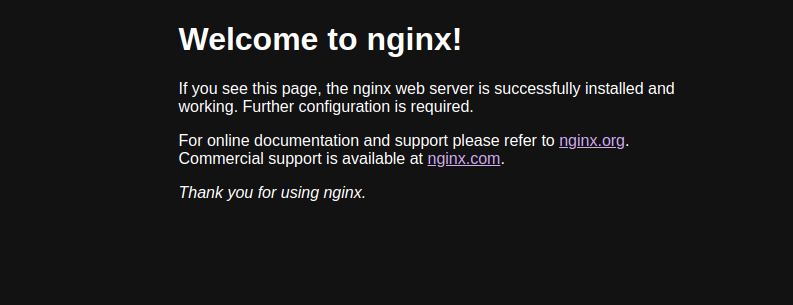 Welcome to nginx!
If you see this page, the nginx web server is successfully installed and
working. Further configuration is required.
For online documentation and support please refer to nginx.org.
Commercial support is available at nginx.com.
Thank you for using nginx.